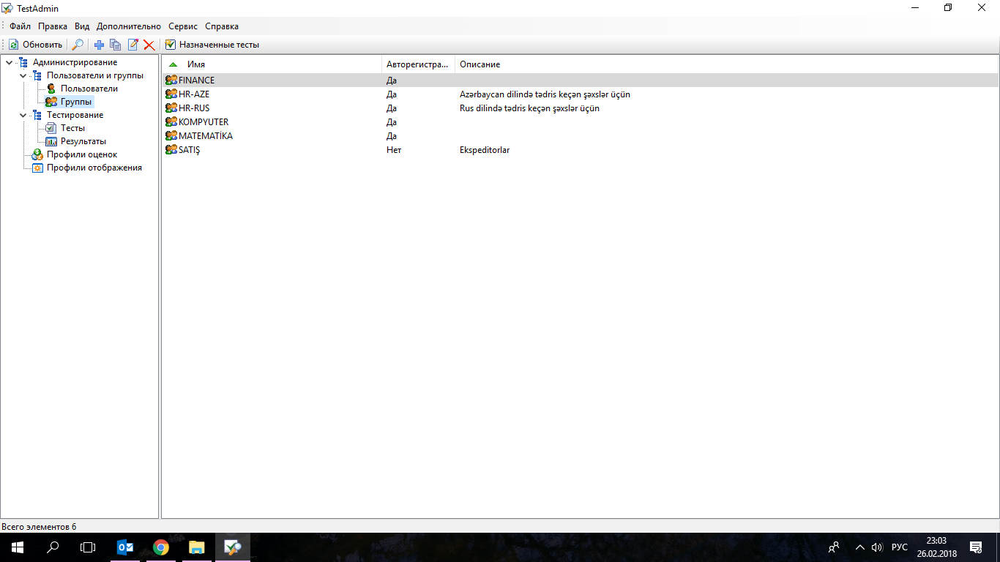 TestAdmin
Файл Правка Вид Дополнительно Сервис Справка
Обновить Назначенные тесты
Администрирование
Пользователи и группы
Пользователи
Группы
Тестирование
Тесты
Результаты
Профили оценок
Профили отображения
Имя Авторегистра... Описание
FINANCE Да
HR-AZE Да Azərbaycan dilində tədris keçən şəxslər üçün
HR-RUS Да Rus dilində tədris keçən şəxslər üçün
KOMPYUTER Да
MATEMATİKA Да
SATIŞ Нет Ekspeditorlar
Всего элементов 6
РУС
23:03
26.02.2018